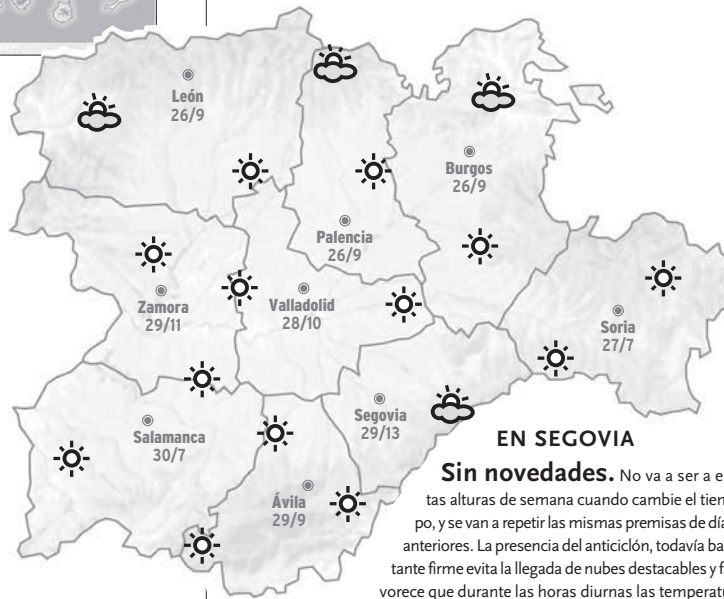 León
26/9
Burgos
26/9
Palencia
26/9
Zamora
29/11
Valladolid
28/10
Soria
27/7
Segovia
29/13
Salamanca
30/7
Ávila
29/9
EN SEGOVIA
Sin novedades. No va a ser a e
tas alturas de semana cuando cambie el tien
po, y se van a repetir las mismas premisas de día
anteriores. La presencia del anticiclón, todavía ba
tante firme evita la llegada de nubes destacables y f
vorece que durante las horas diurnas las temperat